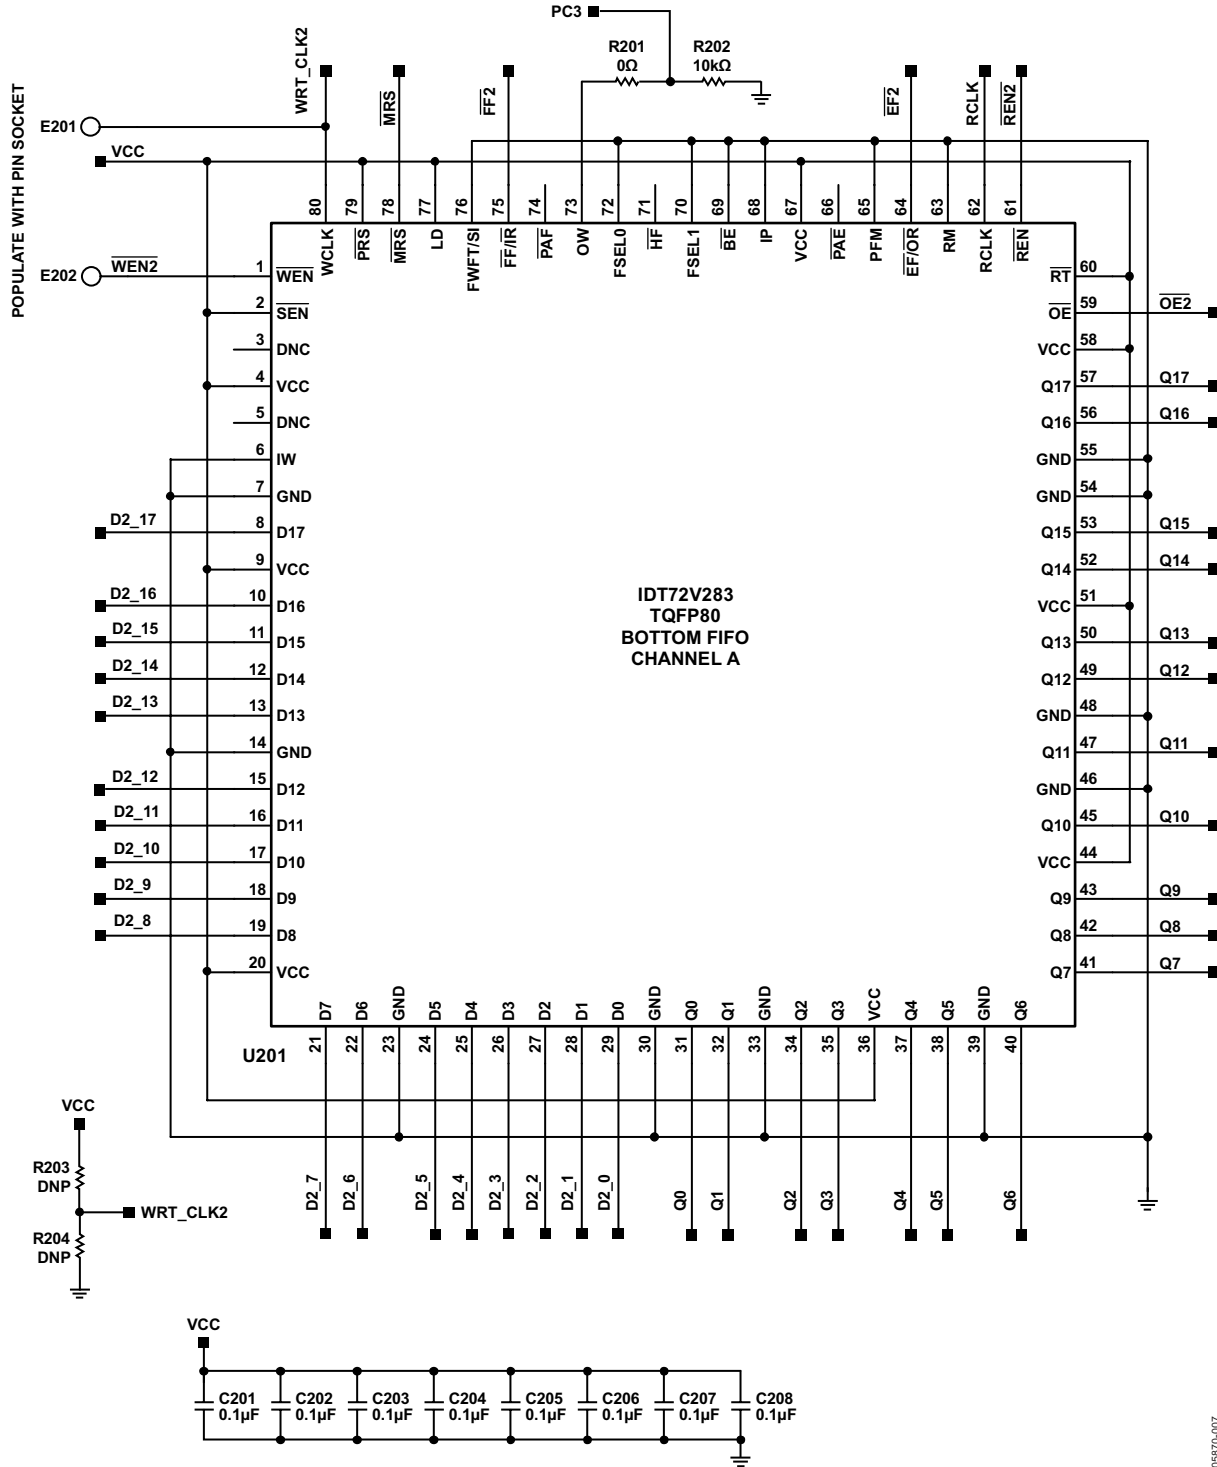 PC3
R201
0Ω
R202
10kΩ
WRT_CLK2
MRS
FF2
EF2
RCLK
REN2
POPULATE WITH PIN SOCKET
E201
VCC
E202
WEN2
80
79
78
77
76
75
74
73
72
71
70
69
68
67
66
65
64
63
62
61
WCLK
PRS
MRS
LD
FWFT/SI
FF/IR
PAF
OW
FSEL0
HF
FSEL1
BE
IP
VCC
PAE
PFM
EF/OR
RM
RCLK
REN
1 WEN
2 SEN
3 DNC
4 VCC
5 DNC
6 IW
7 GND
D2_17 8 D17
9 VCC
D2_16 10 D16
D2_15 11 D15
D2_14 12 D14
D2_13 13 D13
14 GND
D2_12 15 D12
D2_11 16 D11
D2_10 17 D10
D2_9 18 D9
D2_8 19 D8
20 VCC
IDT72V283
TQFP80
BOTTOM FIFO
CHANNEL A
RT 60
OE 59 OE2
VCC 58
Q17 57 Q17
Q16 56 Q16
GND 55
GND 54
Q15 53 Q15
Q14 52 Q14
VCC 51
Q13 50 Q13
Q12 49 Q12
GND 48
Q11 47 Q11
GND 46
Q10 45 Q10
VCC 44
Q9 43 Q9
Q8 42 Q8
Q7 41 Q7
D7
D6
GND
D5
D4
D3
D2
D1
D0
GND
Q0
Q1
GND
Q2
Q3
VCC
Q4
Q5
GND
Q6
U201
21
22
23
24
25
26
27
28
29
30
31
32
33
34
35
36
37
38
39
40
D2_7
D2_6
D2_5
D2_4
D2_3
D2_2
D2_1
D2_0
Q0
Q1
Q2
Q3
Q4
Q5
Q6
VCC
R203
DNP
WRT_CLK2
R204
DNP
VCC
C201
0.1µF
C202
0.1µF
C203
0.1µF
C204
0.1µF
C205
0.1µF
C206
0.1µF
C207
0.1µF
C208
0.1µF
05870-007